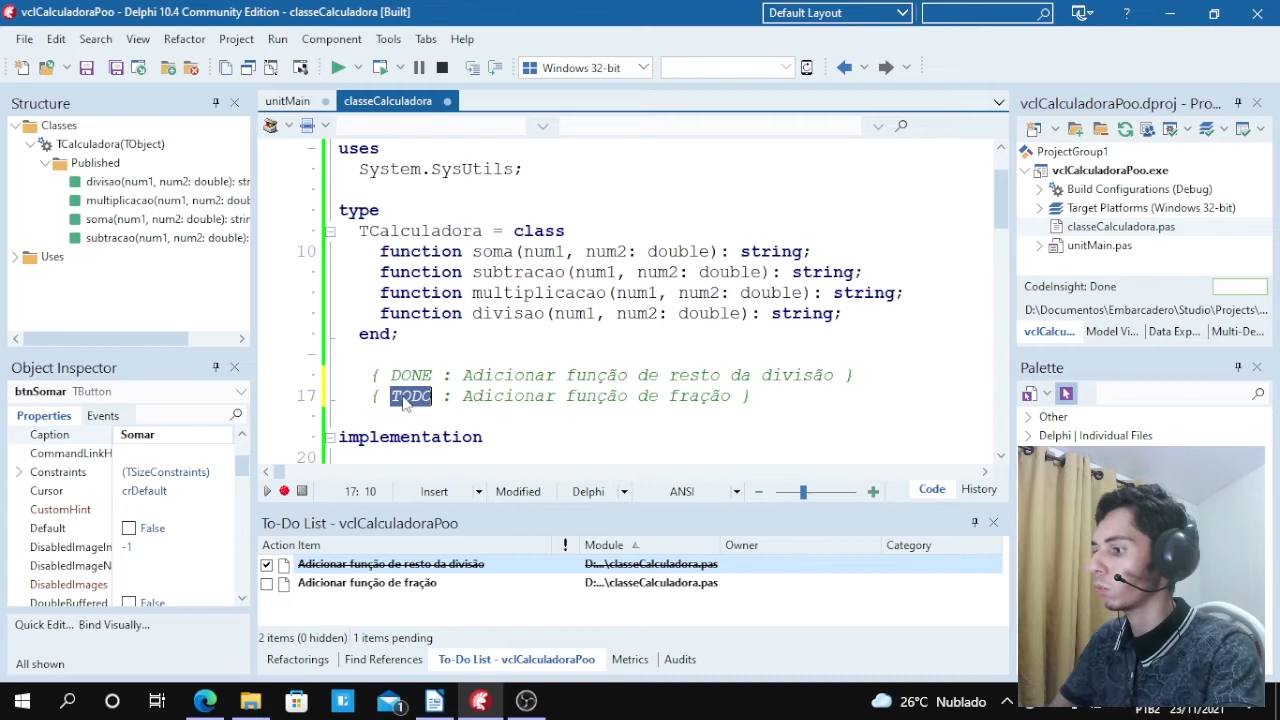 vclCalculadoraPoo - Delphi 10.4 Community Edition - classeCalculadora [Built]
Default Layout
File Edit Search View Refactor Project Run Component Tools Tabs Help
Windows 32-bit
Structure
Classes
TCalculadora(TObject)
Published
divisao(num1, num2: double): str
multiplicacao(num1, num2: doub
soma(num1, num2: double): strin
subtracao(num1, num2: double):
Uses
Object Inspector
btnSomar TButton
Properties Events
Caption Somar
CommandLinkH
Constraints (TSizeConstraints)
Cursor crDefault
CustomHint
Default False
DisabledImageIn -1
DisabledImageN
DisabledImages
DoubleBuffered False
Quick Edit... Bind Visually...
All shown
unitMain classeCalculadora
uses
System.SysUtils;
type
TCalculadora = class
10 function soma(num1, num2: double): string;
function subtracao(num1, num2: double): string;
function multiplicacao(num1, num2: double): string;
function divisao(num1, num2: double): string;
end;
{ DONE : Adicionar função de resto da divisão }
17 { TODO : Adicionar função de fração }
implementation
20
17: 10 Insert Modified Delphi ANSI Code History
To-Do List - vclCalculadoraPoo
Action Item ! Module Owner Category
Adicionar função de resto da divisão D:...\classeCalculadora.pas
Adicionar função de fração D:...\classeCalculadora.pas
2 items (0 hidden) 1 items pending
Refactorings Find References To-Do List - vclCalculadoraPoo Metrics Audits
vclCalculadoraPoo.dproj - Pro...
ProjectGroup1
vclCalculadoraPoo.exe
Build Configurations (Debug)
Target Platforms (Windows 32-bit)
classeCalculadora.pas
unitMain.pas
CodeInsight: Done
D:\Documentos\Embarcadero\Studio\Projects\...
vclCalcu... Model Vi... Data Exp... Multi-De...
Palette
Other
Delphi | Individual Files
1
26°C Nublado
PTB2 23/11/2021